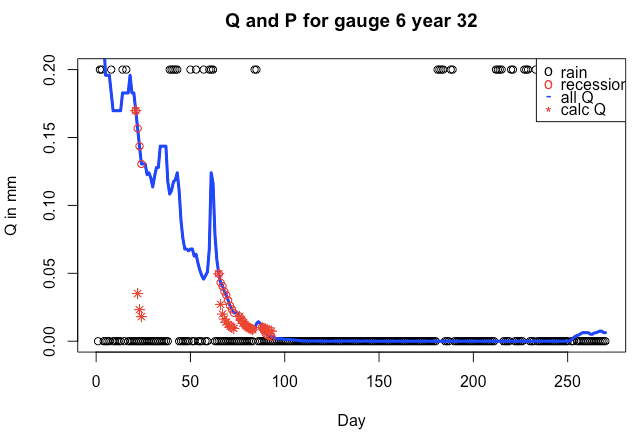 Q and P for gauge 6 year 32
Q in mm
0.20
0.15
0.10
0.05
0.00
rain
recession
all Q
calc Q
0 50 100 150 200 250
Day